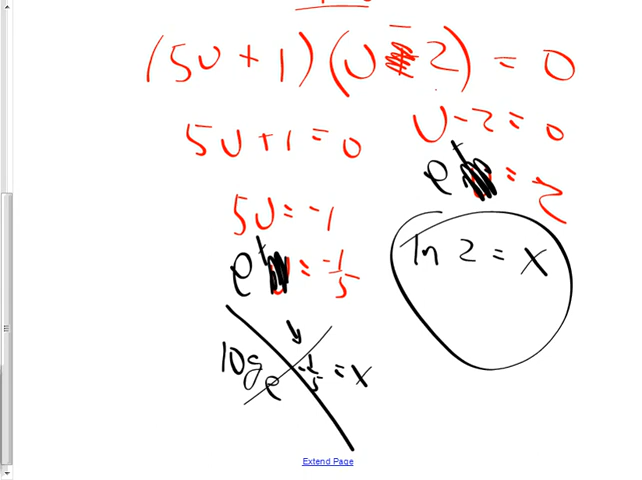 (5U + 1)(U - 2) = 0
5U + 1 = 0
U - 2 = 0
5U = -1
e^x = 2
e^x = -1/5
ln 2 = x
log_e -1/5 = x
Extend Page